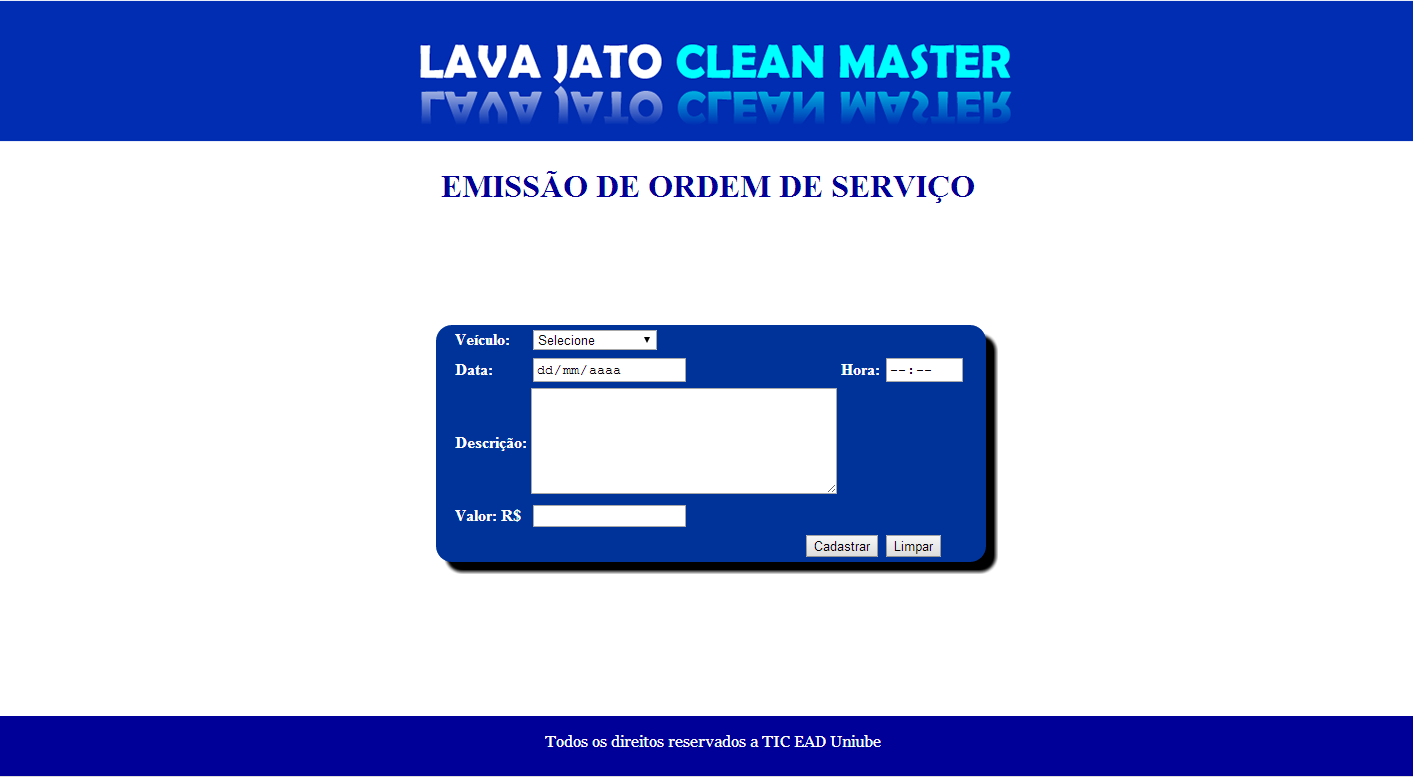 LAVA JATO CLEAN MASTER
EMISSÃO DE ORDEM DE SERVIÇO
Veículo: Selecione
Data: dd/mm/aaaa Hora: --:--
Descrição:
Valor: R$
Cadastrar Limpar
Todos os direitos reservados a TIC EAD Uniube